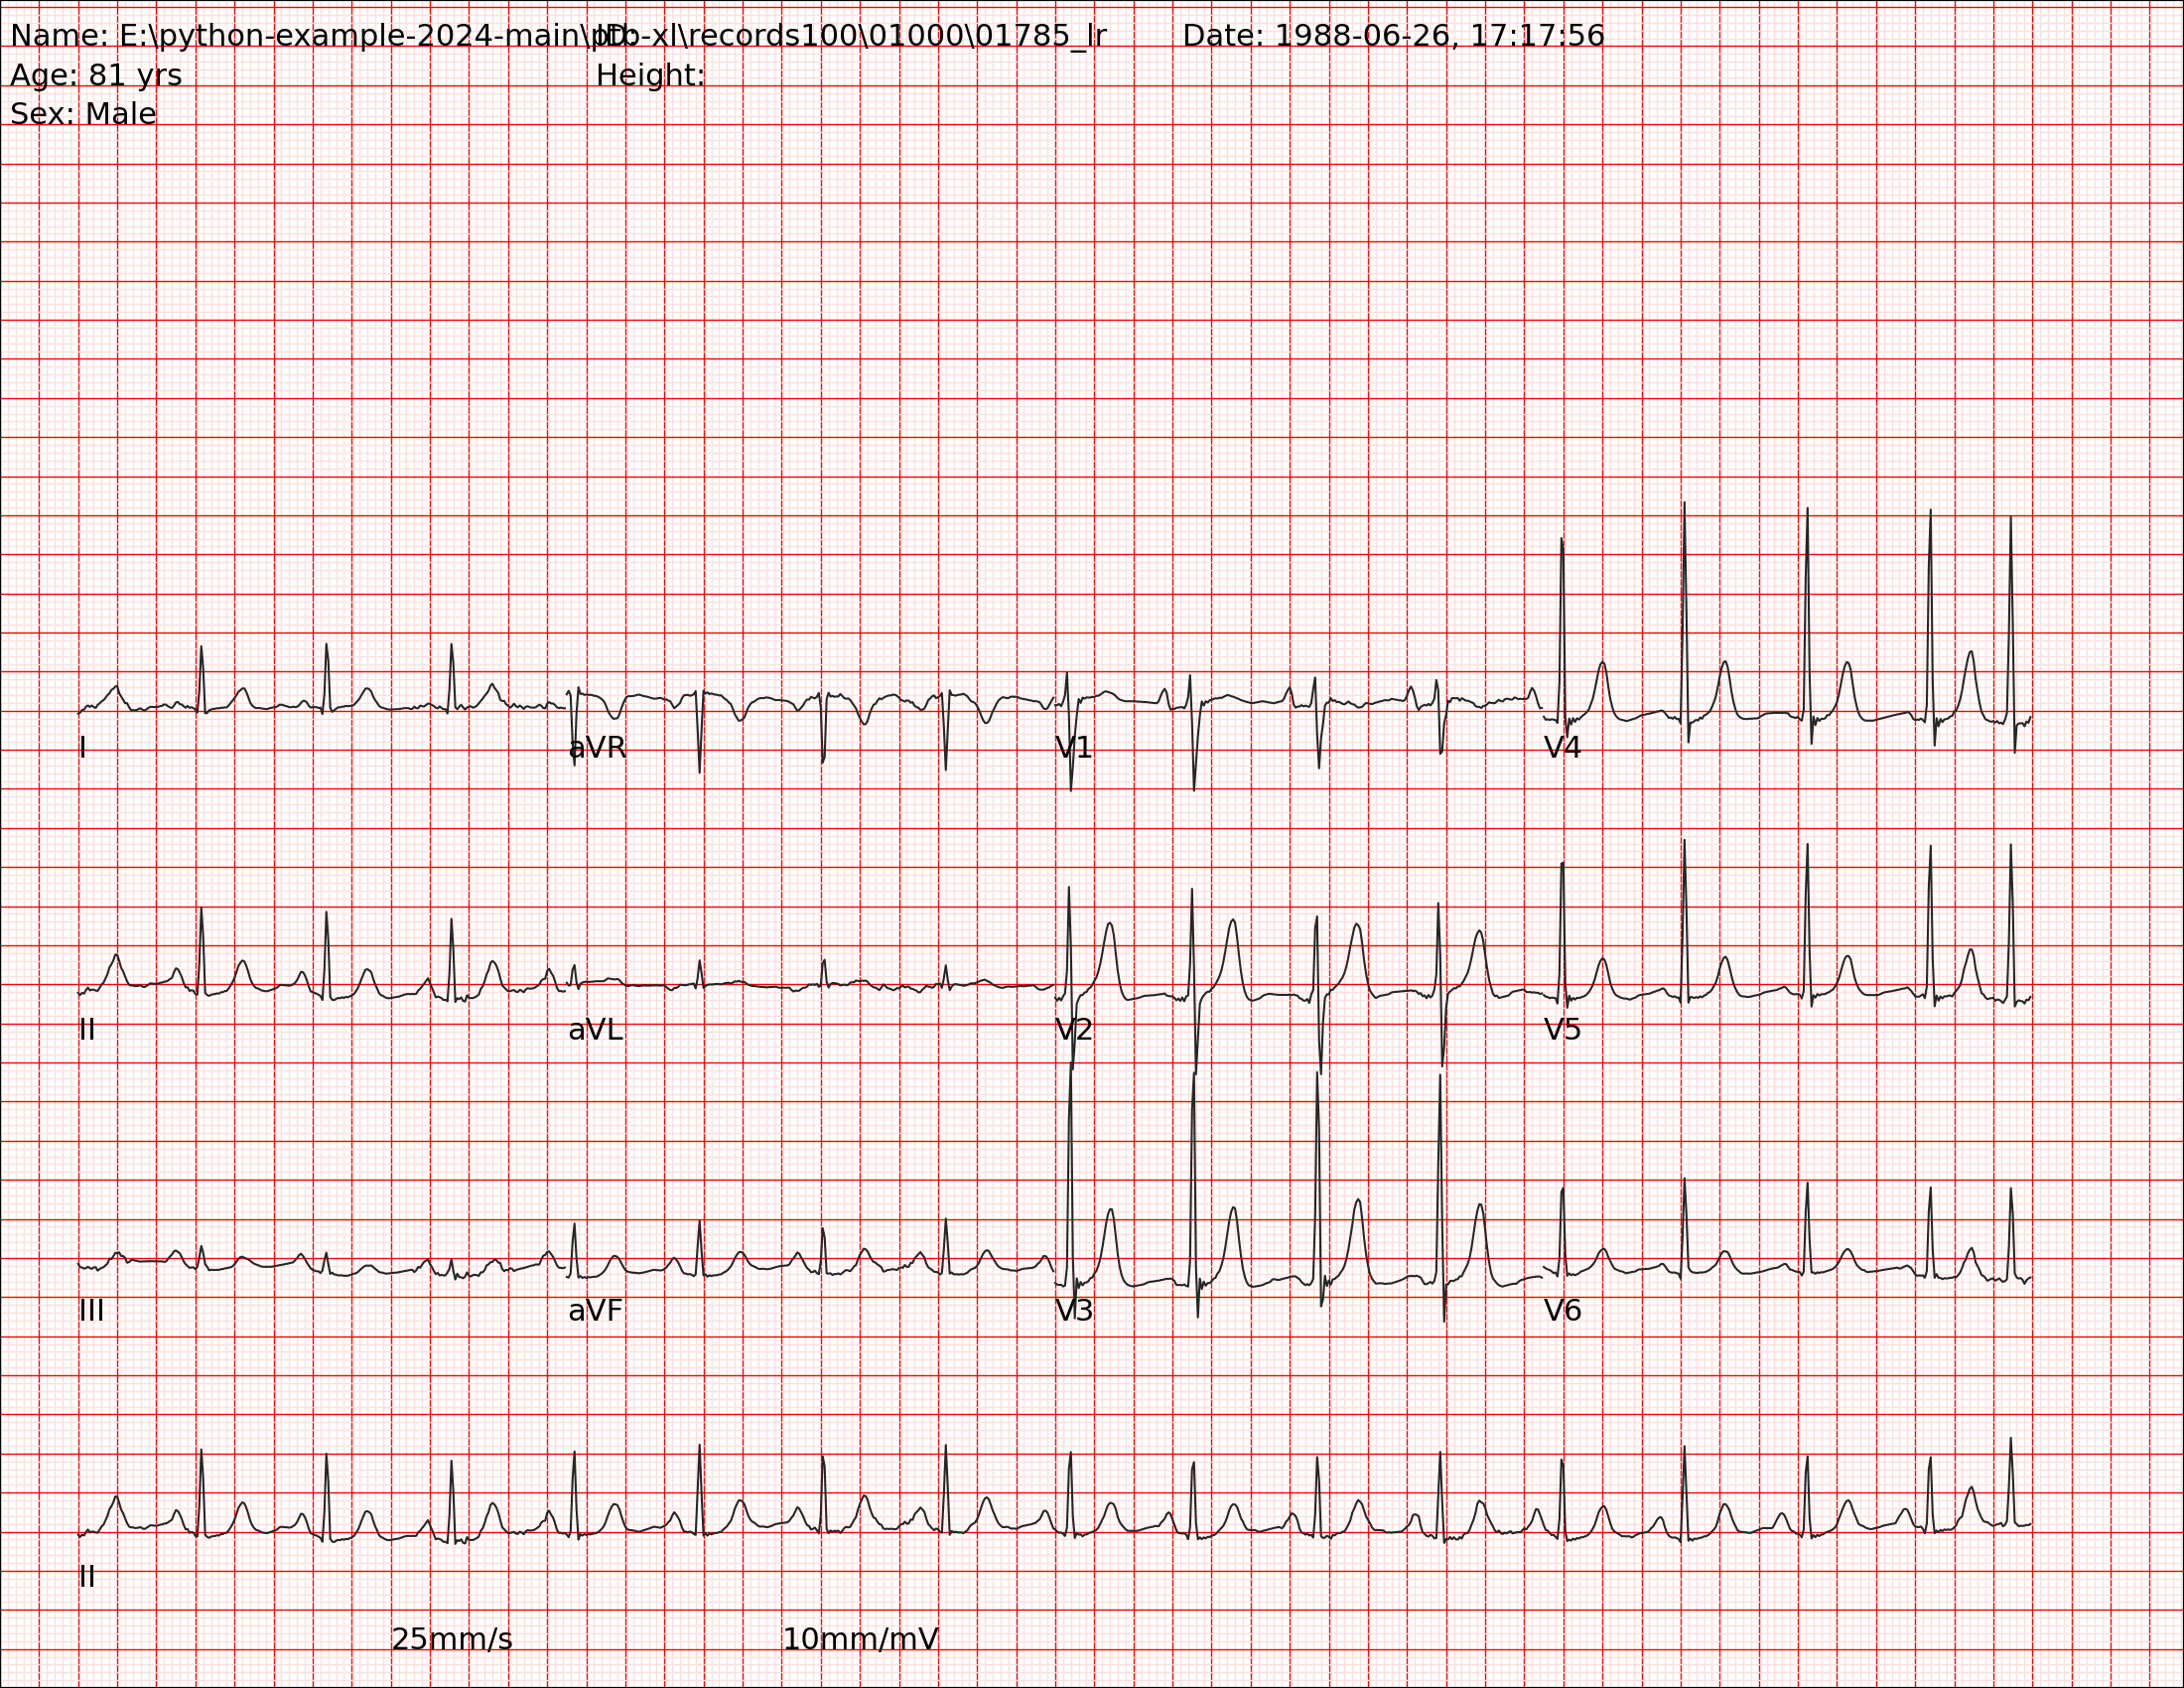 Name: E:\python-example-2024-main\ptb-xl\records100\01000\01785_lr ID: Date: 1988-06-26, 17:17:56
Age: 81 yrs Height:
Sex: Male
I aVR V1 V4
II aVL V2 V5
III aVF V3 V6
II
25mm/s 10mm/mV